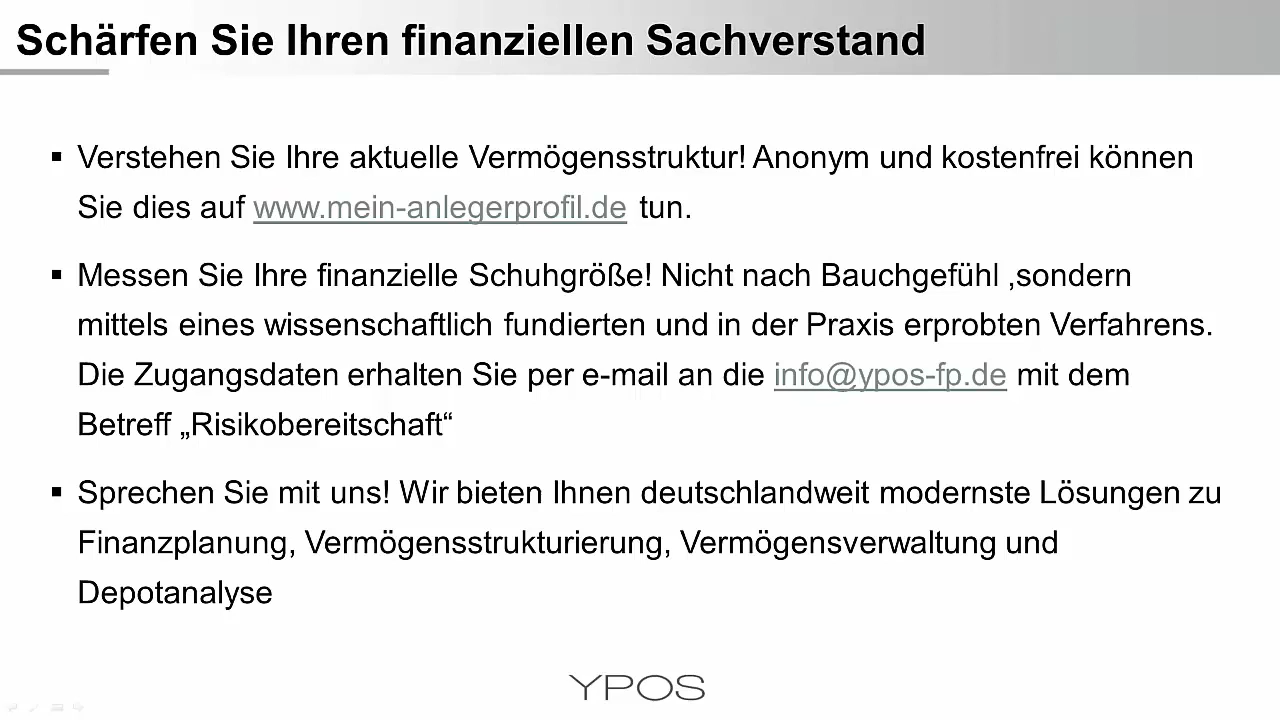 Schärfen Sie Ihren finanziellen Sachverstand
▪ Verstehen Sie Ihre aktuelle Vermögensstruktur! Anonym und kostenfrei können
Sie dies auf www.mein-anlegerprofil.de tun.
▪ Messen Sie Ihre finanzielle Schuhgröße! Nicht nach Bauchgefühl ,sondern
mittels eines wissenschaftlich fundierten und in der Praxis erprobten Verfahrens.
Die Zugangsdaten erhalten Sie per e-mail an die info@ypos-fp.de mit dem
Betreff „Risikobereitschaft“
▪ Sprechen Sie mit uns! Wir bieten Ihnen deutschlandweit modernste Lösungen zu
Finanzplanung, Vermögensstrukturierung, Vermögensverwaltung und
Depotanalyse
YPOS